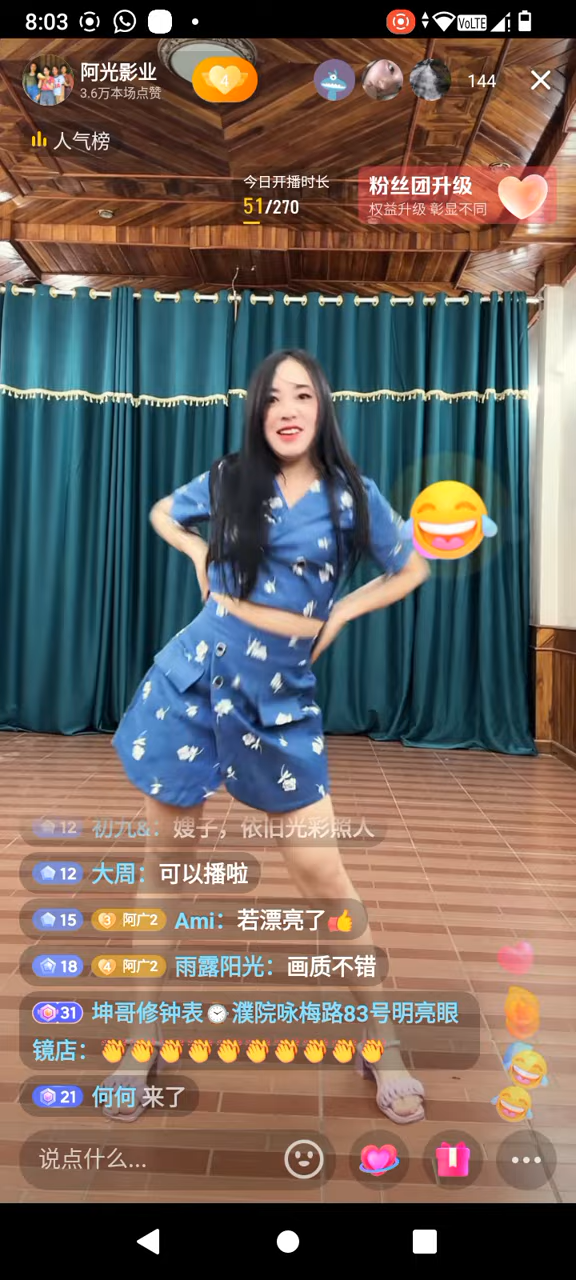 8:03
VoLTE
阿光影业
3.6万本场点赞
4
144
人气榜
今日开播时长
51/270
粉丝团升级
权益升级 彰显不同
12 初九&: 嫂子，依旧光彩照人
12 大周: 可以播啦
15 3 阿广2 Ami: 若漂亮了👍
18 4 阿广2 雨露阳光: 画质不错
31 坤哥修钟表🕙濮院咏梅路83号明亮眼
镜店: 👏👏👏👏👏👏👏👏👏👏
21 何何 来了
说点什么...